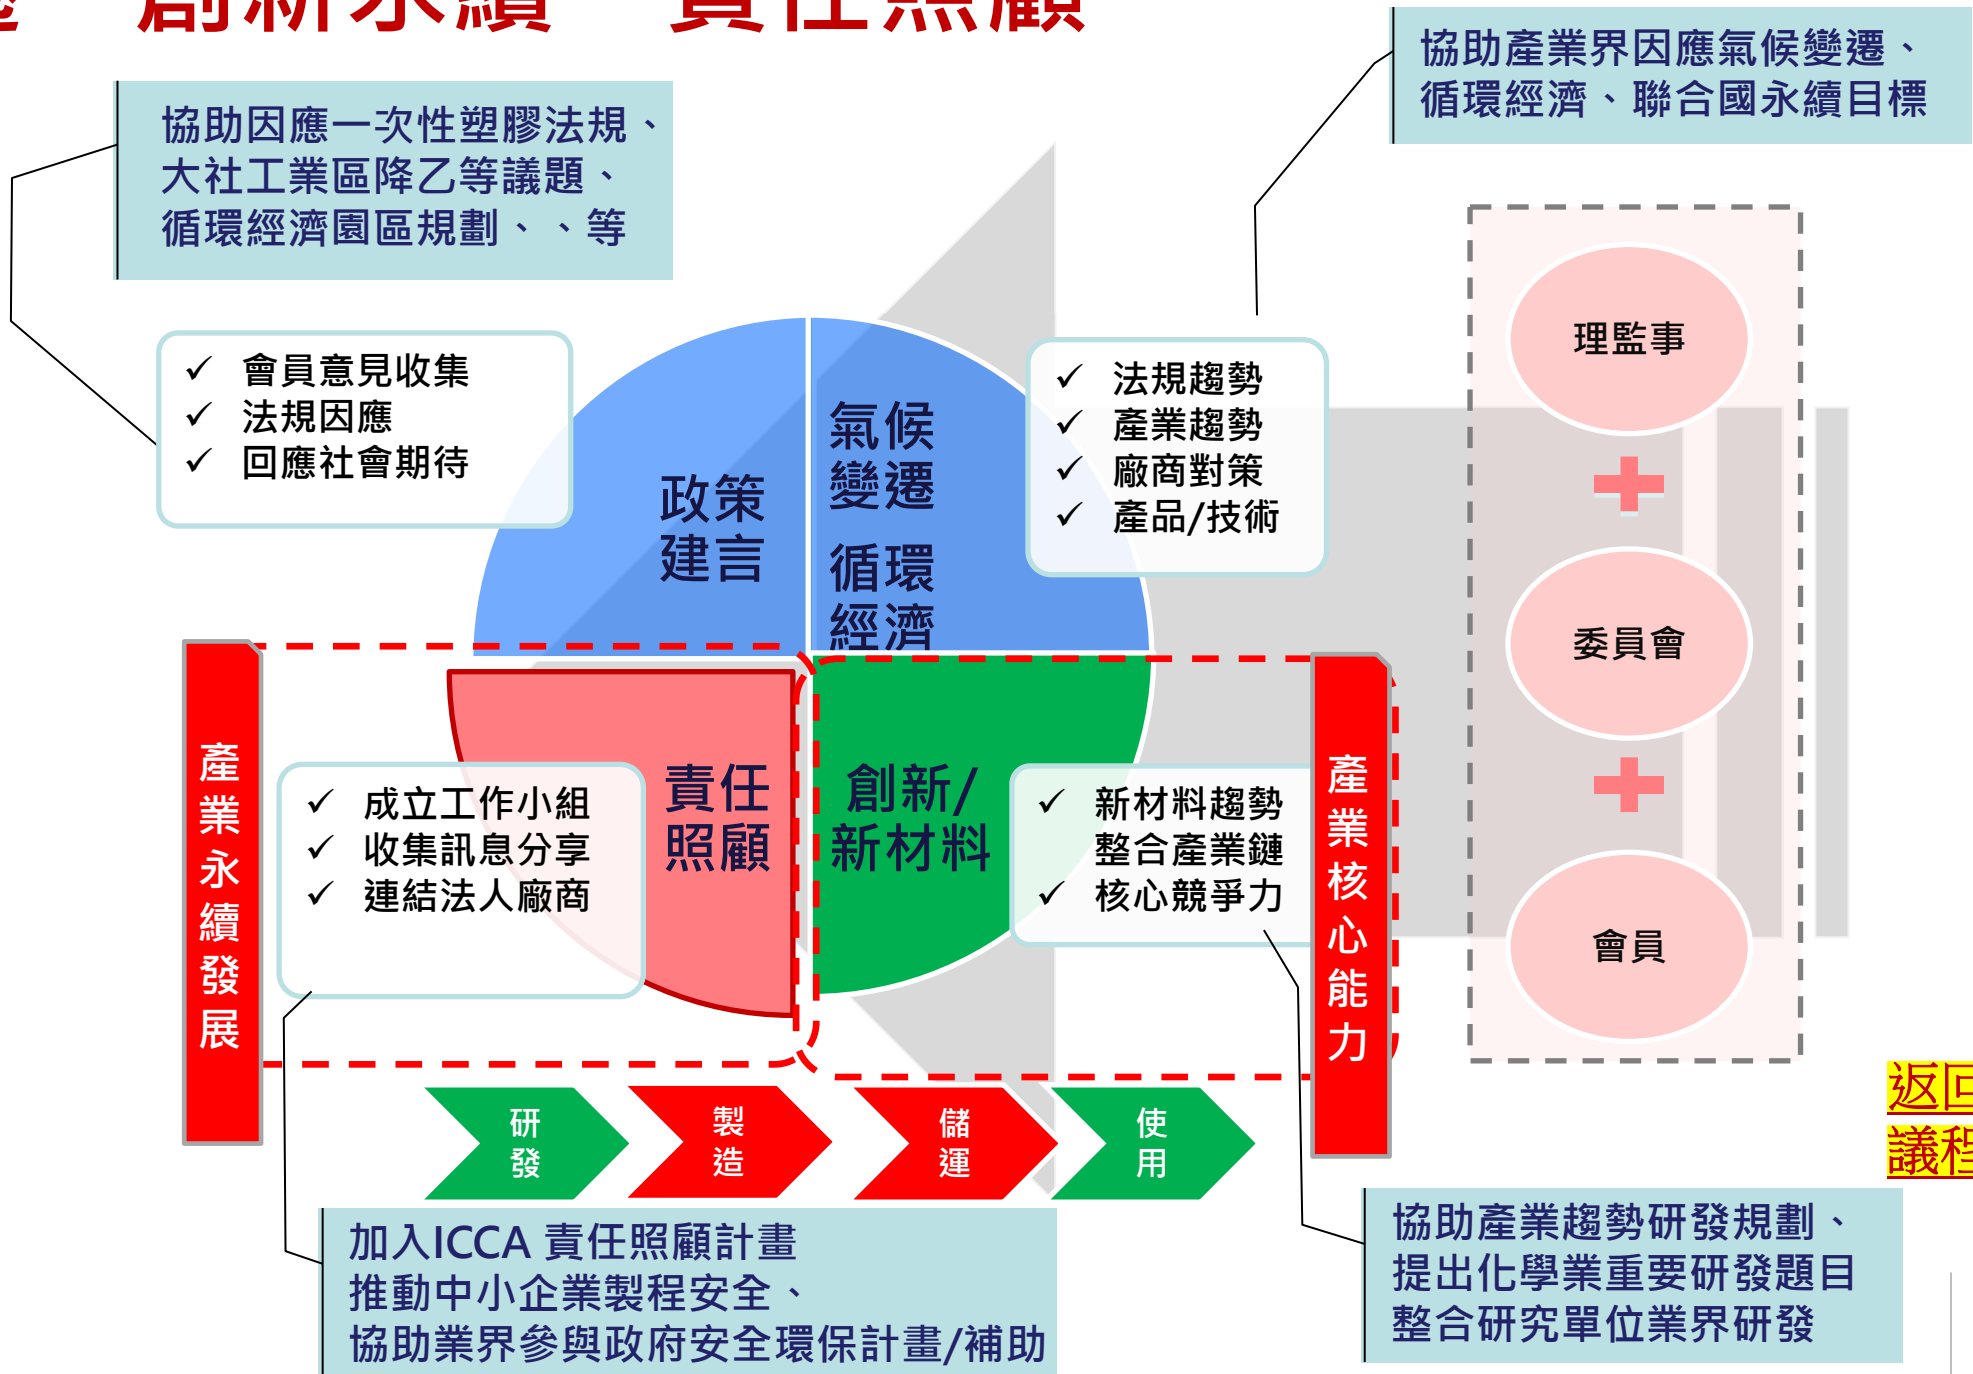 創新永續 責任照顧
協助產業界因應氣候變遷、
循環經濟、聯合國永續目標
協助因應一次性塑膠法規、
大社工業區降乙等議題、
循環經濟園區規劃、、等
✓ 會員意見收集
✓ 法規因應
✓ 回應社會期待
政策
建言
氣候
變遷
循環
經濟
✓ 法規趨勢
✓ 產業趨勢
✓ 廠商對策
✓ 產品/技術
理監事
委員會
會員
產業永續發展
✓ 成立工作小組
✓ 收集訊息分享
✓ 連結法人廠商
責任
照顧
創新/
新材料
✓ 新材料趨勢
整合產業鏈
✓ 核心競爭力
產業核心能力
研發
製造
儲運
使用
返回
議程
加入ICCA 責任照顧計畫
推動中小企業製程安全、
協助業界參與政府安全環保計畫/補助
協助產業趨勢研發規劃、
提出化學業重要研發題目
整合研究單位業界研發